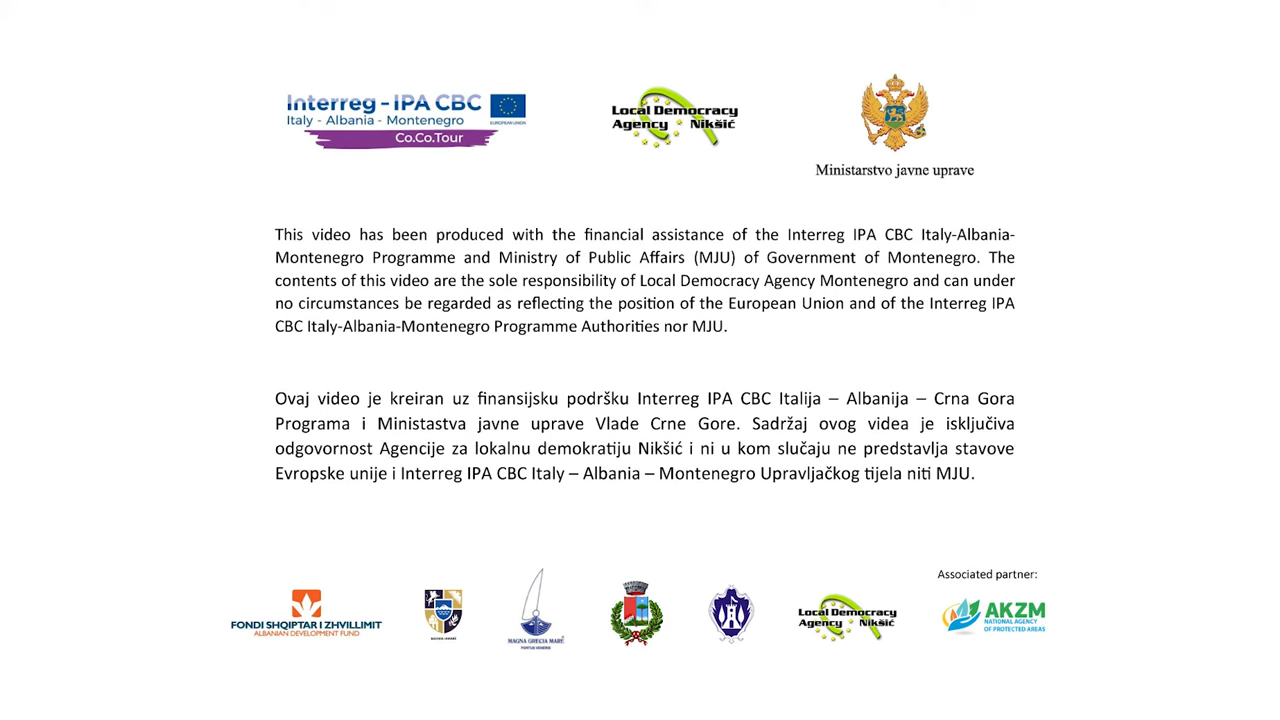 Interreg - IPA CBC
Italy - Albania - Montenegro
EUROPEAN UNION
Co.Co.Tour
Local Democracy
Agency Nikšić
Ministarstvo javne uprave
This video has been produced with the financial assistance of the Interreg IPA CBC Italy-Albania-
Montenegro Programme and Ministry of Public Affairs (MJU) of Government of Montenegro. The
contents of this video are the sole responsibility of Local Democracy Agency Montenegro and can under
no circumstances be regarded as reflecting the position of the European Union and of the Interreg IPA
CBC Italy-Albania-Montenegro Programme Authorities nor MJU.
Ovaj video je kreiran uz finansijsku podršku Interreg IPA CBC Italija – Albanija – Crna Gora
Programa i Ministastva javne uprave Vlade Crne Gore. Sadržaj ovog videa je isključiva
odgovornost Agencije za lokalnu demokratiju Nikšić i ni u kom slučaju ne predstavlja stavove
Evropske unije i Interreg IPA CBC Italy – Albania – Montenegro Upravljačkog tijela niti MJU.
Associated partner:
FONDI SHQIPTAR I ZHVILLIMIT
ALBANIAN DEVELOPMENT FUND
MAGNA GRECIA MARE
PORTUS VENERIS
Local Democracy
Agency Nikšić
AKZM
NATIONAL AGENCY
OF PROTECTED AREAS